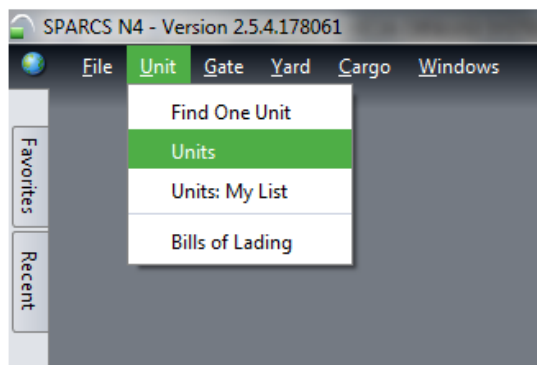 SPARCS N4 - Version 2.5.4.178061
File Unit Gate Yard Cargo Windows
Find One Unit
Units
Units: My List
Bills of Lading
Favorites
Recent